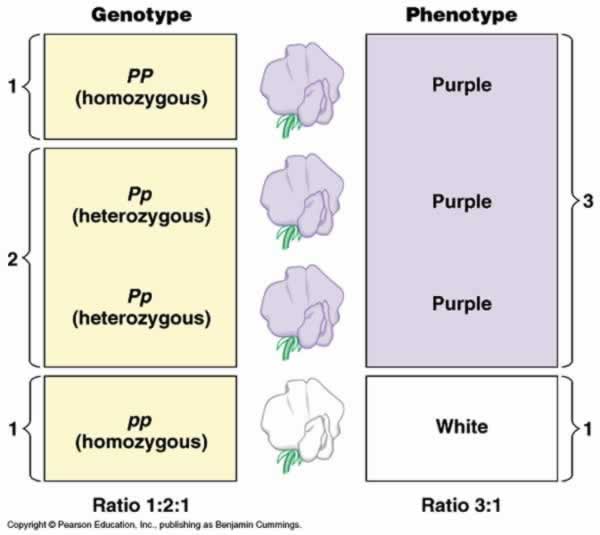 Genotype
Phenotype
1
PP
(homozygous)
Purple
2
Pp
(heterozygous)
Purple
3
Pp
(heterozygous)
Purple
1
pp
(homozygous)
White
1
Ratio 1:2:1
Ratio 3:1
Copyright © Pearson Education, Inc., publishing as Benjamin Cummings.